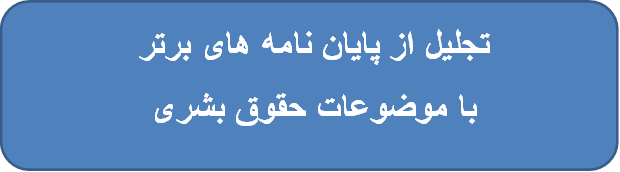 تجلیل از پایان نامه های برتر
با موضوعات حقوق بشری